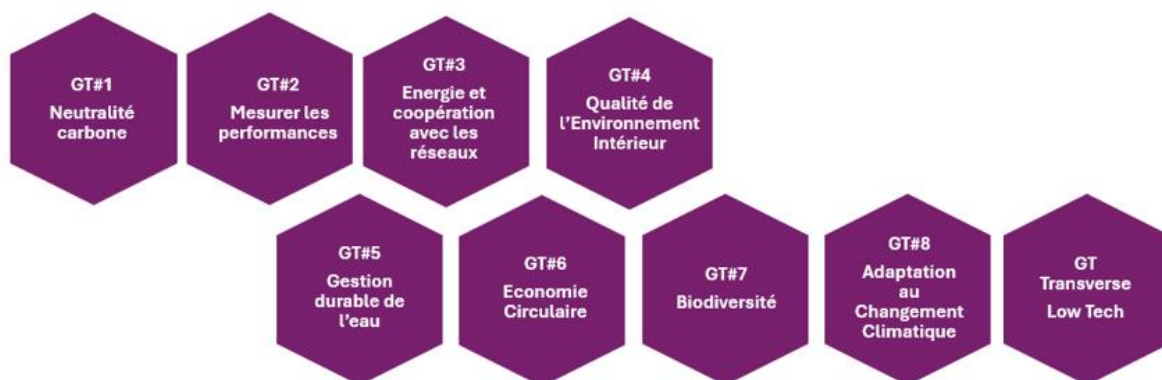 GT#1
Neutralité
carbone
GT#2
Mesurer les
performances
GT#3
Energie et
coopération
avec les
réseaux
GT#4
Qualité de
l'Environnement
Intérieur
GT#5
Gestion
durable de
l'eau
GT#6
Economie
Circulaire
GT#7
Biodiversité
GT#8
Adaptation
au
Changement
Climatique
GT
Transverse
Low Tech